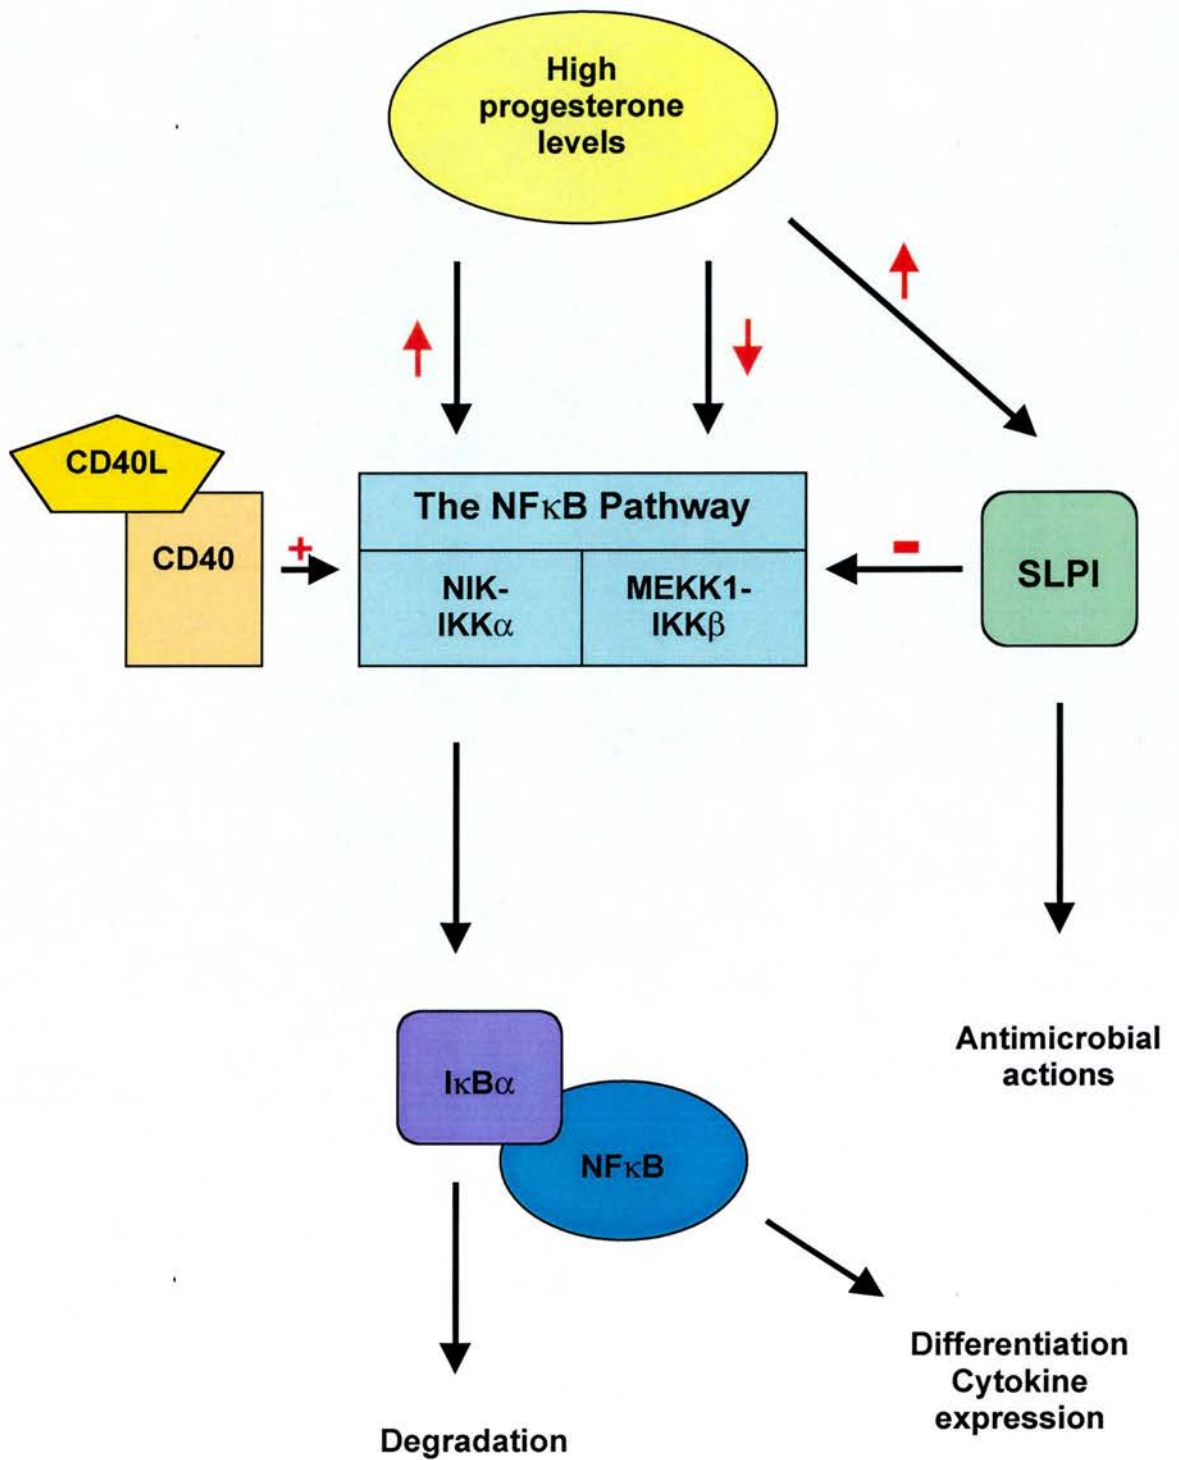 High
progesterone
levels
CD40L
CD40
+
The NFκB Pathway
NIK-
IKKα
MEKK1-
IKKβ
-
SLPI
Antimicrobial
actions
IκBα
NFκB
Differentiation
Cytokine
expression
Degradation